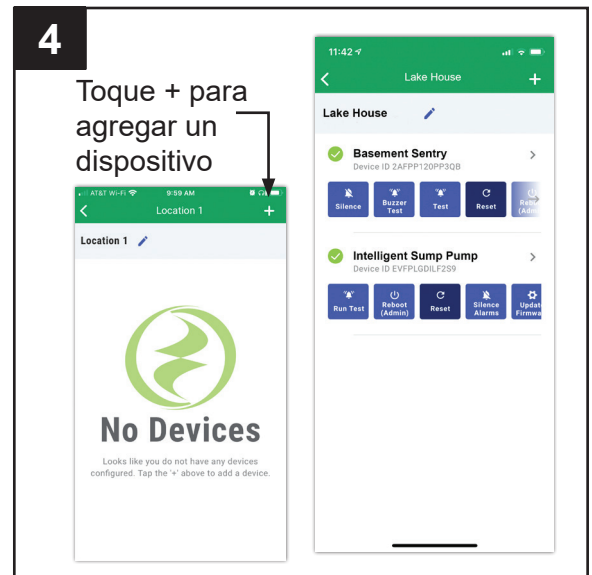 4
Toque + para
agregar un
dispositivo
AT&T Wi-Fi 9:59 AM
Location 1 +
Location 1
No Devices
Looks like you do not have any devices
configured. Tap the '+' above to add a device.
11:42
Lake House +
Lake House
Basement Sentry
Device ID 2AFPP120PP3QB
Silence Buzzer Test Test Reset
Intelligent Sump Pump
Device ID EVFPLGDILF2S9
Run Test Reboot (Admin) Reset Silence Alarms